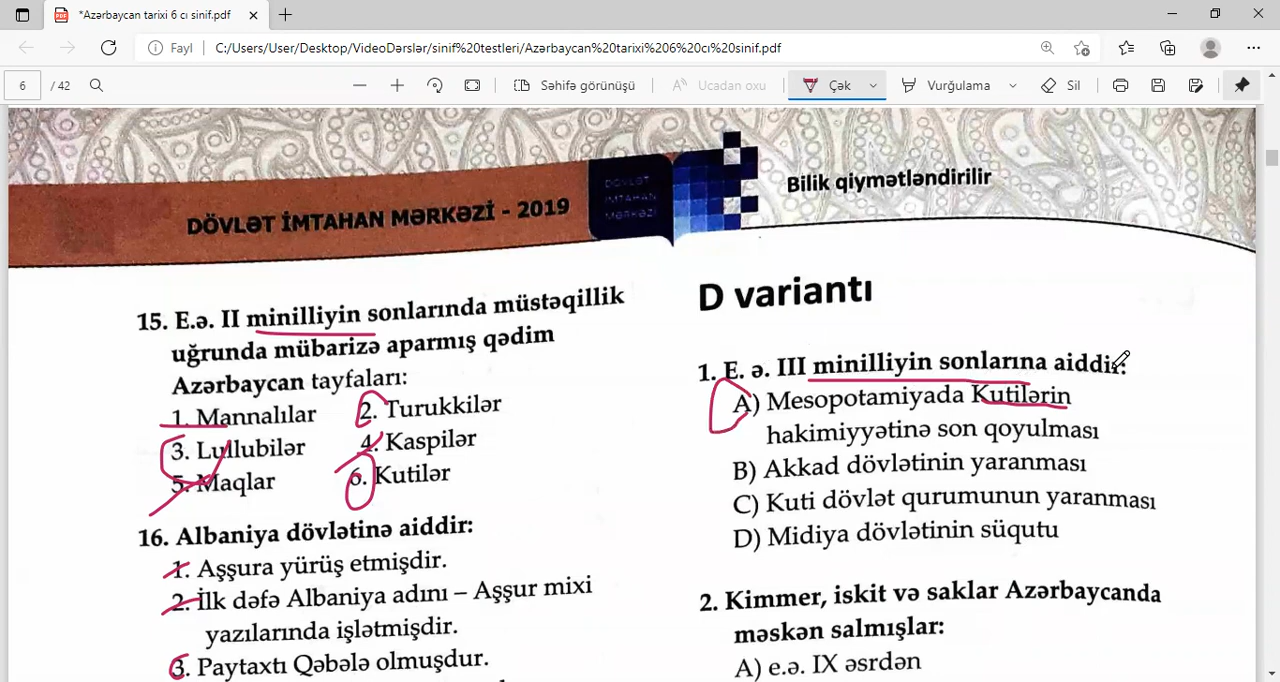 *Azərbaycan tarixi 6 cı sinif.pdf
Fayl
C:/Users/User/Desktop/VideoDərslər/sinif%20testleri/Azərbaycan%20tarixi%206%20cı%20sinif.pdf
6 / 42
Səhifə görünüşü
Ucadan oxu
Çək
Vurğulama
Sil
DÖVLƏT İMTAHAN MƏRKƏZİ - 2019
DÖVLƏT
İMTAHAN
MƏRKƏZİ
Bilik qiymətləndirilir
15. E.ə. II minilliyin sonlarında müstəqillik
uğrunda mübarizə aparmış qədim
Azərbaycan tayfaları:
1. Mannalılar 2. Turukkilər
3. Lullubilər 4. Kaspilər
5. Maqlar 6. Kutilər
16. Albaniya dövlətinə aiddir:
1. Aşşura yürüş etmişdir.
2. İlk dəfə Albaniya adını – Aşşur mixi
yazılarında işlətmişdir.
3. Paytaxtı Qəbələ olmuşdur.
D variantı
1. E. ə. III minilliyin sonlarına aiddir:
A) Mesopotamiyada Kutilərin
hakimiyyətinə son qoyulması
B) Akkad dövlətinin yaranması
C) Kuti dövlət qurumunun yaranması
D) Midiya dövlətinin süqutu
2. Kimmer, iskit və saklar Azərbaycanda
məskən salmışlar:
A) e.ə. IX əsrdən